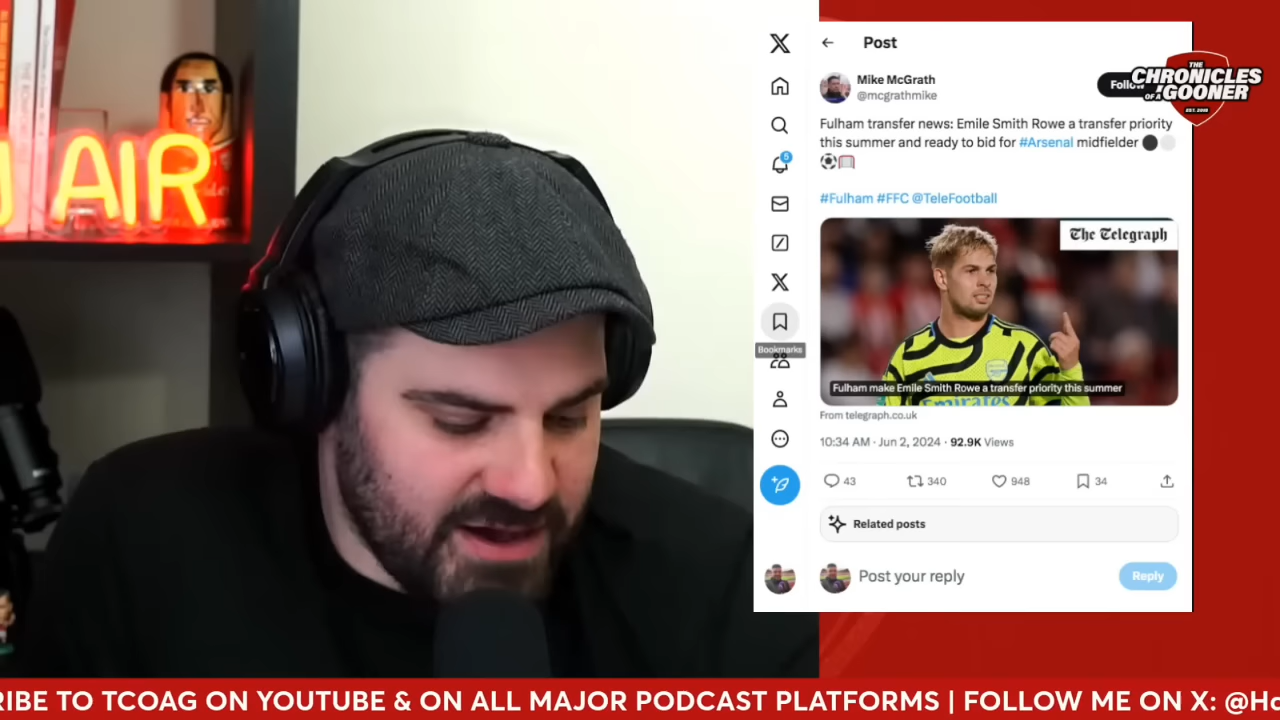 AIR
Post
Mike McGrath
@mcgrathmike
THE
CHRONICLES
OF A GOONER
Fulham transfer news: Emile Smith Rowe a transfer priority
this summer and ready to bid for #Arsenal midfielder
#Fulham #FFC @TeleFootball
The Telegraph
Fulham make Emile Smith Rowe a transfer priority this summer
From telegraph.co.uk
10:34 AM · Jun 2, 2024 · 92.9K Views
43 340 948 34
Related posts
Post your reply
Reply
5
Bookmarks
RIBE TO TCOAG ON YOUTUBE & ON ALL MAJOR PODCAST PLATFORMS | FOLLOW ME ON X: @Ho